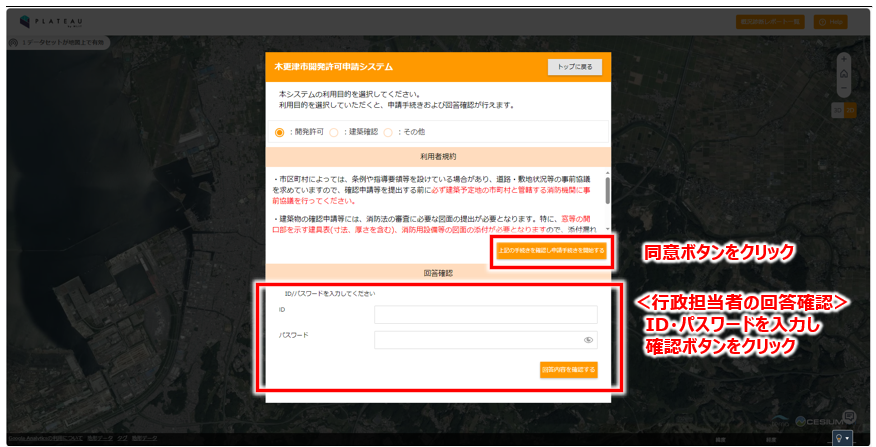 PLATEAU
木更津市開発許可申請システム
トップに戻る
本システムの利用目的を選択してください。
利用目的を選択していただくと、申請手続きおよび回答確認が行えます。
：開発許可 ：建築確認 ：その他
利用者規約
・市区町村によっては、条例や指導要領等を設けている場合があり、道路・敷地状況等の事前協議
を求めていますので、確認申請等を提出する前に必ず建築予定地の市町村と管轄する消防機関に事
前協議を行ってください。
・建築物の確認申請等には、消防法の審査に必要な図面の提出が必要となります。特に、窓等の開
口部を示す建具表(寸法、厚さを含む)、消防用設備等の図面の添付が必要となりますので、添付漏れ
上記の手続きを確認し申請手続きを開始する
同意ボタンをクリック
回答確認
ID/パスワードを入力してください
ID
パスワード
回答内容を確認する
＜行政担当者の回答確認＞
ID・パスワードを入力し
確認ボタンをクリック
CESIUM